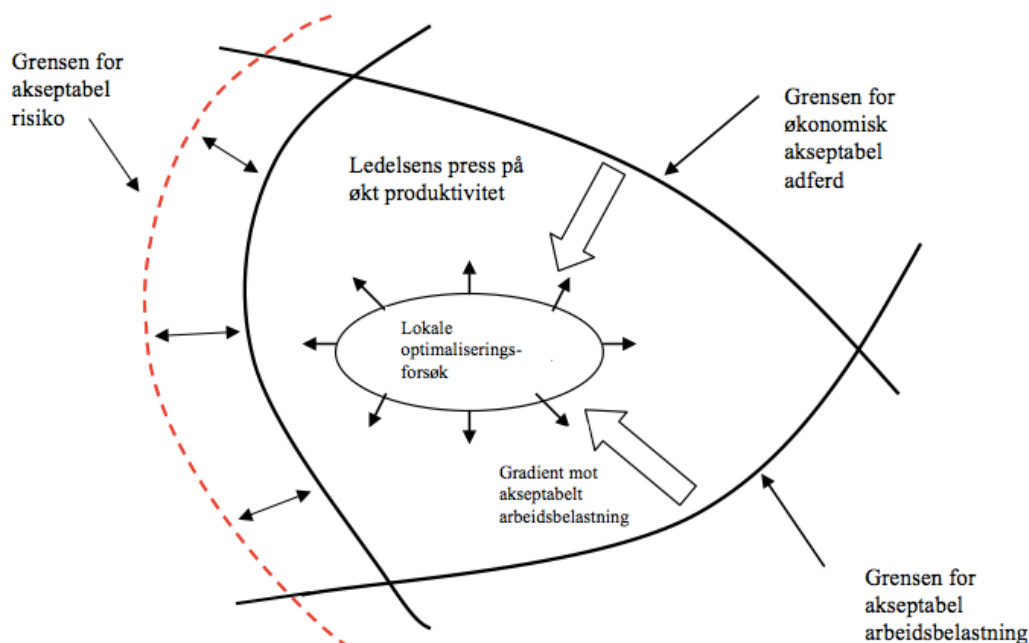 Grensen for
akseptabel
risiko
Ledelsens press på
økt produktivitet
Grensen for
økonomisk
akseptabel
adferd
Lokale
optimaliserings-
forsøk
Gradient mot
akseptabelt
arbeidsbelastning
Grensen for
akseptabel
arbeidsbelastning